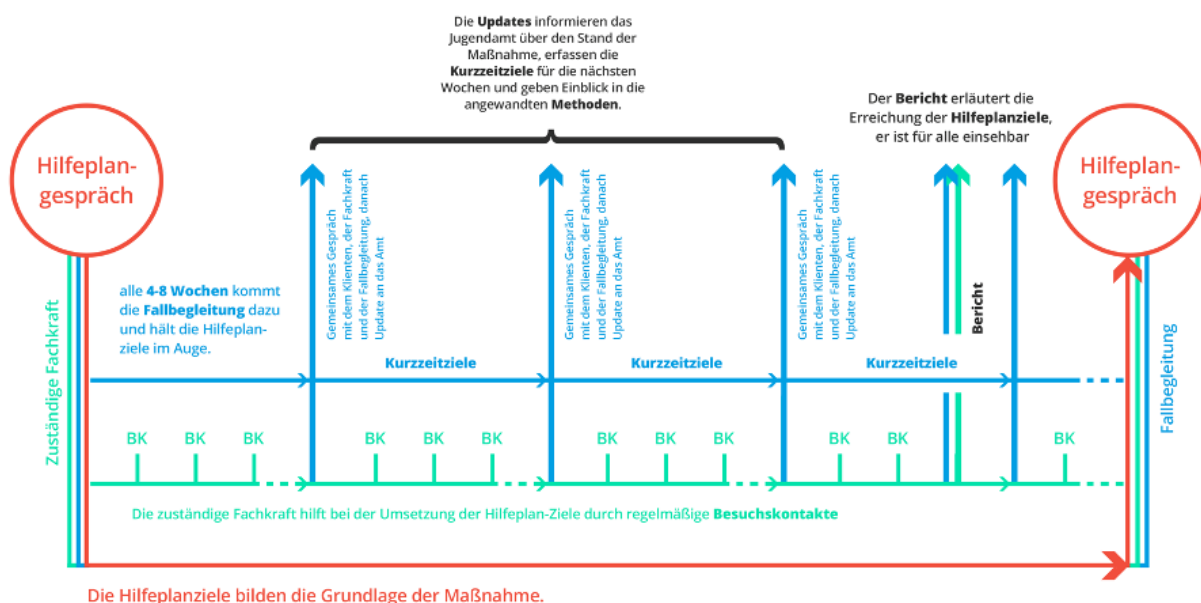 Die Updates informieren das
Jugendamt über den Stand der
Maßnahme, erfassen die
Kurzzeitziele für die nächsten
Wochen und geben Einblick in die
angewandten Methoden.
Der Bericht erläutert die
Erreichung der Hilfeplanziele,
er ist für alle einsehbar
Hilfeplan-
gespräch
Hilfeplan-
gespräch
Zuständige Fachkraft
alle 4-8 Wochen kommt
die Fallbegleitung dazu
und hält die Hilfeplan-
ziele im Auge.
Gemeinsames Gespräch
mit dem Klienten, der Fachkraft
und der Fallbegleitung, danach
Update an das Amt
Gemeinsames Gespräch
mit dem Klienten, der Fachkraft
und der Fallbegleitung, danach
Update an das Amt
Gemeinsames Gespräch
mit dem Klienten, der Fachkraft
und der Fallbegleitung, danach
Update an das Amt
Bericht
Fallbegleitung
Kurzzeitziele
Kurzzeitziele
Kurzzeitziele
BK BK BK BK BK BK BK BK BK BK BK BK
Die zuständige Fachkraft hilft bei der Umsetzung der Hilfeplan-Ziele durch regelmäßige Besuchskontakte
Die Hilfeplanziele bilden die Grundlage der Maßnahme.